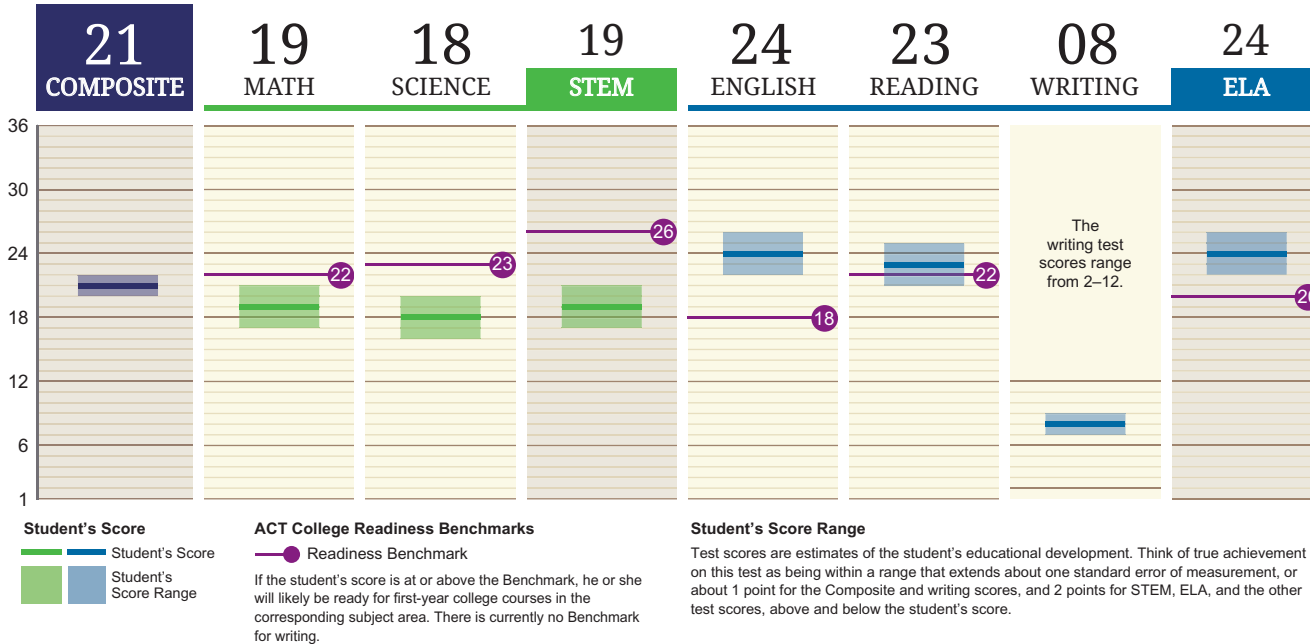 21 19 18 19 24 23 08 24
COMPOSITE MATH SCIENCE STEM ENGLISH READING WRITING ELA
36
30
24
18
12
6
1
22
23
26
18
22
The
writing test
scores range
from 2–12.
Student’s Score
Student’s Score
Student’s
Score Range
ACT College Readiness Benchmarks
Readiness Benchmark
If the student’s score is at or above the Benchmark, he or she
will likely be ready for first-year college courses in the
corresponding subject area. There is currently no Benchmark
for writing.
Student’s Score Range
Test scores are estimates of the student’s educational development. Think of true achievement
on this test as being within a range that extends about one standard error of measurement, or
about 1 point for the Composite and writing scores, and 2 points for STEM, ELA, and the other
test scores, above and below the student’s score.